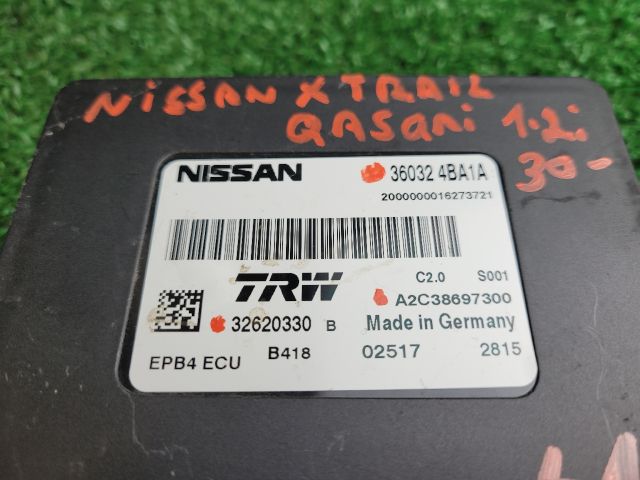 NISSAN X TRAIL
QASQAi 1.2i
30-
NISSAN 36032 4BA1A
2000000016273721
TRW C2.0 S001
A2C38697300
32620330 B Made in Germany
EPB4 ECU B418 02517 2815